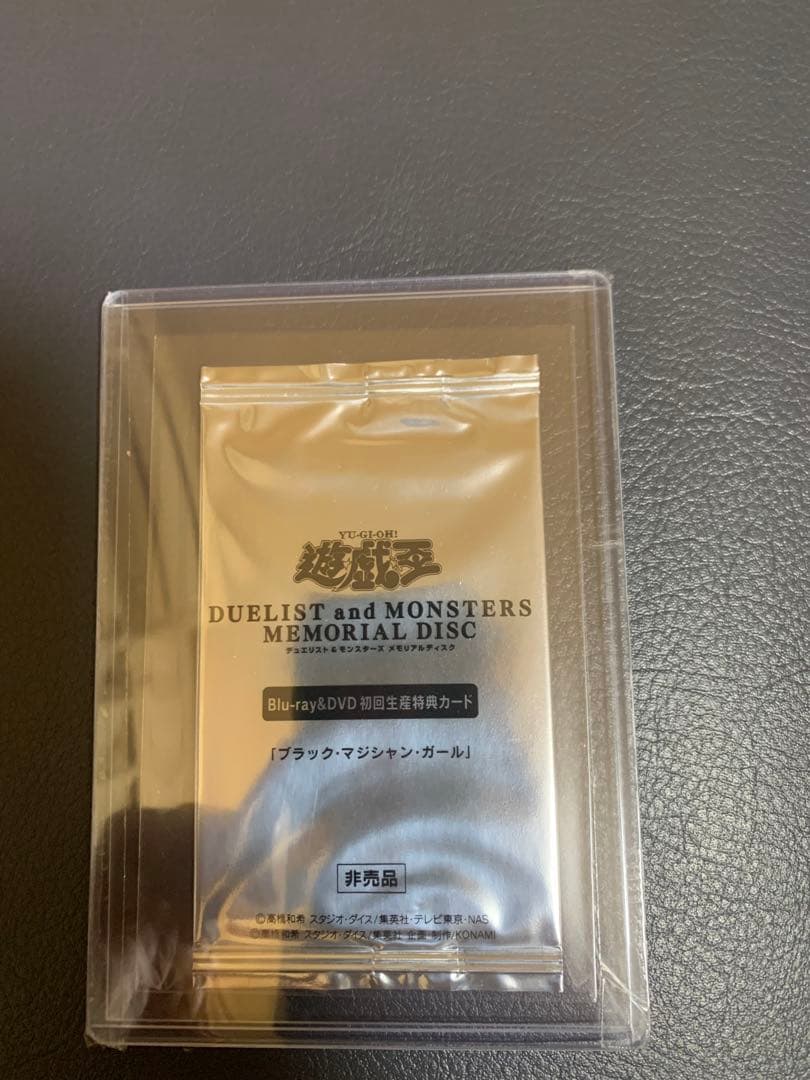 YU-GI-OH!
遊戯王
DUELIST and MONSTERS
MEMORIAL DISC
デュエリスト&モンスターズ メモリアルディスク
Blu-ray&DVD 初回生産特典カード
「ブラック・マジシャン・ガール」
非売品
©高橋和希 スタジオ・ダイス/集英社・テレビ東京・NAS
©高橋和希 スタジオ・ダイス/集英社 企画・制作/KONAMI